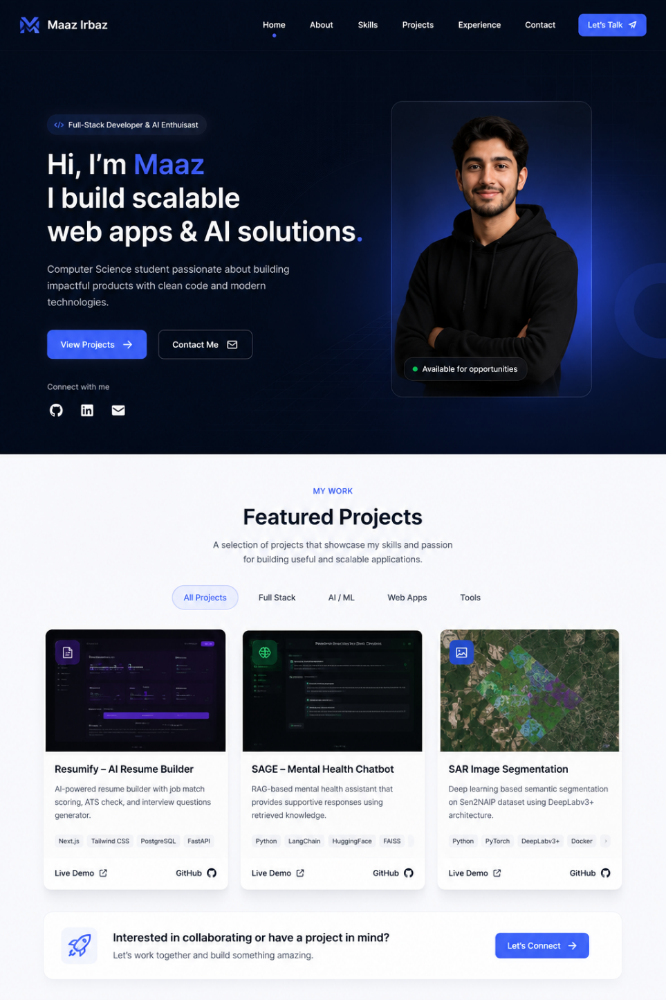 Maaz Irbaz
Home
About
Skills
Projects
Experience
Contact
Let's Talk
</> Full-Stack Developer & AI Enthuisast
Hi, I'm Maaz
I build scalable
web apps & AI solutions.
Computer Science student passionate about building
impactful products with clean code and modern
technologies.
View Projects
Contact Me
Available for opportunities
Connect with me
MY WORK
Featured Projects
A selection of projects that showcase my skills and passion
for building useful and scalable applications.
All Projects
Full Stack
AI / ML
Web Apps
Tools
Resumify – AI Resume Builder
AI-powered resume builder with job match
scoring, ATS check, and interview questions
generator.
Next.js
Tailwind CSS
PostgreSQL
FastAPI
Live Demo
GitHub
SAGE – Mental Health Chatbot
RAG-based mental health assistant that
provides supportive responses using
retrieved knowledge.
Python
LangChain
HuggingFace
FAISS
Live Demo
GitHub
SAR Image Segmentation
Deep learning based semantic segmentation
on Sen2NAIP dataset using DeepLabv3+
architecture.
Python
PyTorch
DeepLabv3+
Docker
Live Demo
GitHub
Interested in collaborating or have a project in mind?
Let's work together and build something amazing.
Let's Connect